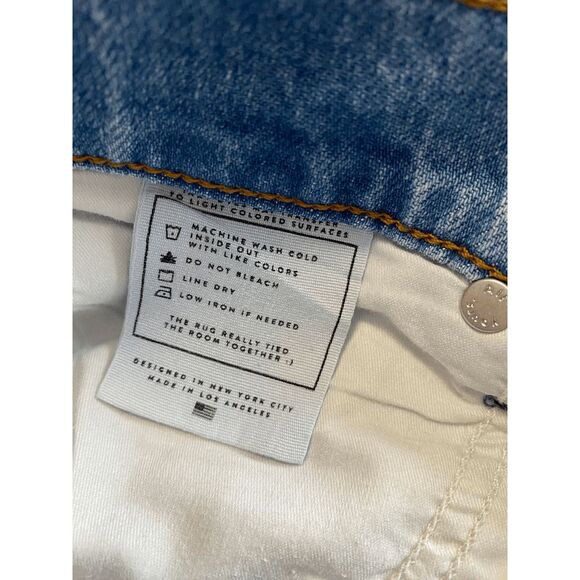 TRANSFER
TO LIGHT COLORED SURFACES
MACHINE WASH COLD
INSIDE OUT
WITH LIKE COLORS
DO NOT BLEACH
LINE DRY
LOW IRON IF NEEDED
THE RUG REALLY TIED
THE ROOM TOGETHER :)
DESIGNED IN NEW YORK CITY
MADE IN LOS ANGELES